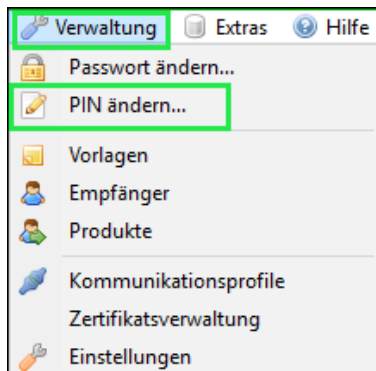 Verwaltung Extras Hilfe
Passwort ändern...
PIN ändern...
Vorlagen
Empfänger
Produkte
Kommunikationsprofile
Zertifikatsverwaltung
Einstellungen